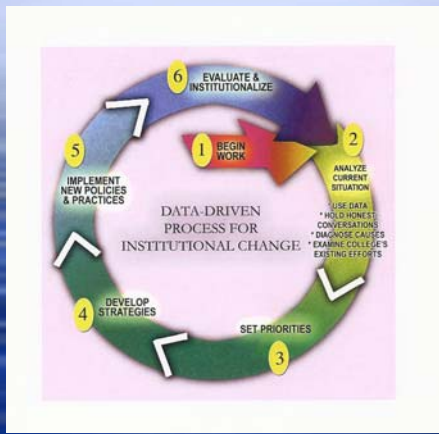 6
EVALUATE &
INSTITUTIONALIZE
1
BEGIN
WORK
2
ANALYZE
CURRENT
SITUATION
* USE DATA
* HOLD HONEST
CONVERSATIONS
* DIAGNOSE CAUSES
* EXAMINE COLLEGE'S
EXISTING EFFORTS
5
IMPLEMENT
NEW POLICIES
& PRACTICES
DATA-DRIVEN
PROCESS FOR
INSTITUTIONAL CHANGE
4
DEVELOP
STRATEGIES
SET PRIORITIES
3